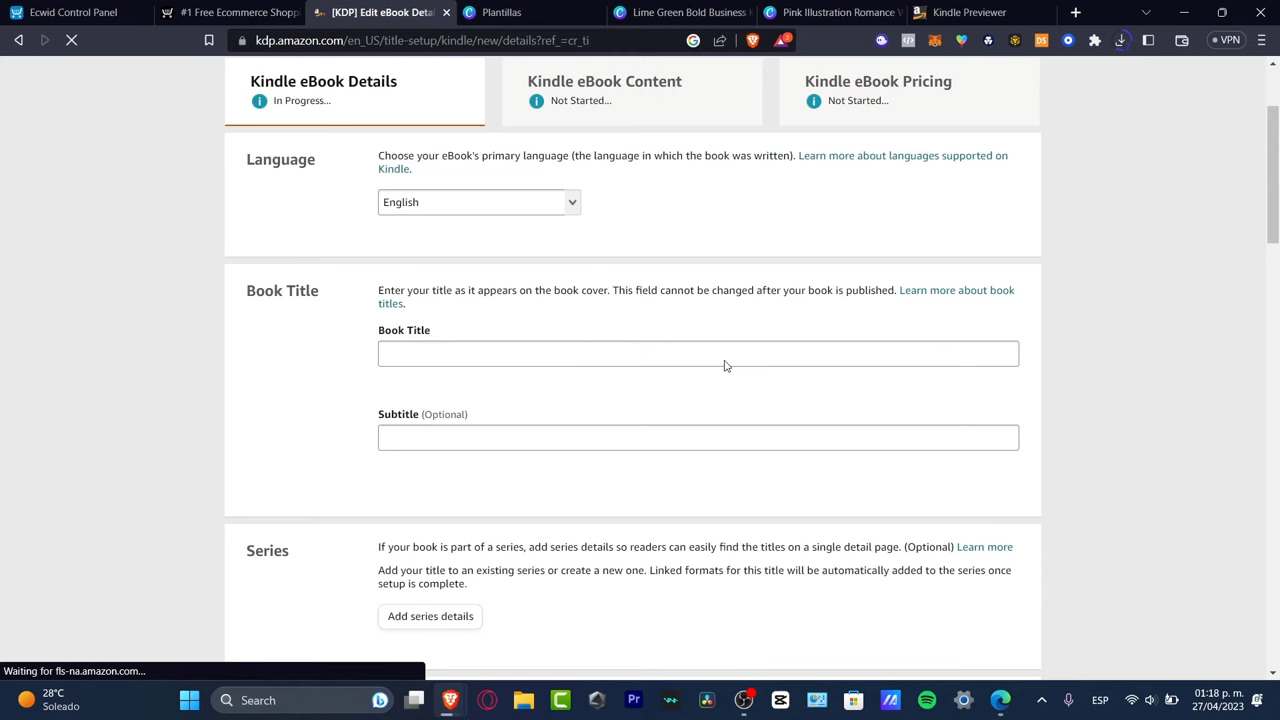 Ecwid Control Panel
#1 Free Ecommerce Shopp
[KDP] Edit eBook Detai
Plantillas
Lime Green Bold Business
Pink Illustration Romance
Kindle Previewer
kdp.amazon.com/en_US/title-setup/kindle/new/details?ref_=cr_ti
2
VPN
Kindle eBook Details
In Progress...
Kindle eBook Content
Not Started...
Kindle eBook Pricing
Not Started...
Language
Choose your eBook's primary language (the language in which the book was written). Learn more about languages supported on
Kindle.
English
Book Title
Enter your title as it appears on the book cover. This field cannot be changed after your book is published. Learn more about book
titles.
Book Title
Subtitle (Optional)
Series
If your book is part of a series, add series details so readers can easily find the titles on a single detail page. (Optional) Learn more
Add your title to an existing series or create a new one. Linked formats for this title will be automatically added to the series once
setup is complete.
Add series details
Waiting for fls-na.amazon.com...
28°C
Soleado
Search
Pr
ESP
01:18 p. m.
27/04/2023